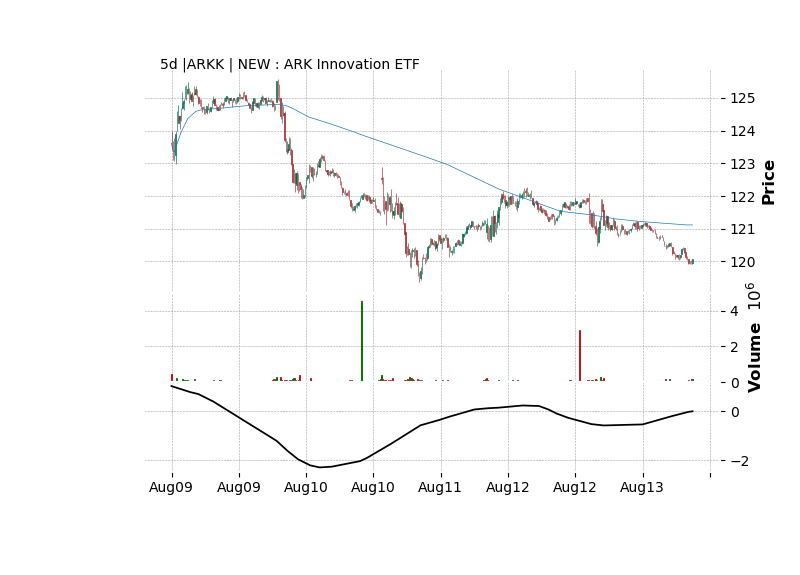 5d |ARKK | NEW : ARK Innovation ETF
125
124
123
122
121
120
Price
4
2
0
Volume 10^6
0
−2
Aug09 Aug09 Aug10 Aug10 Aug11 Aug12 Aug12 Aug13